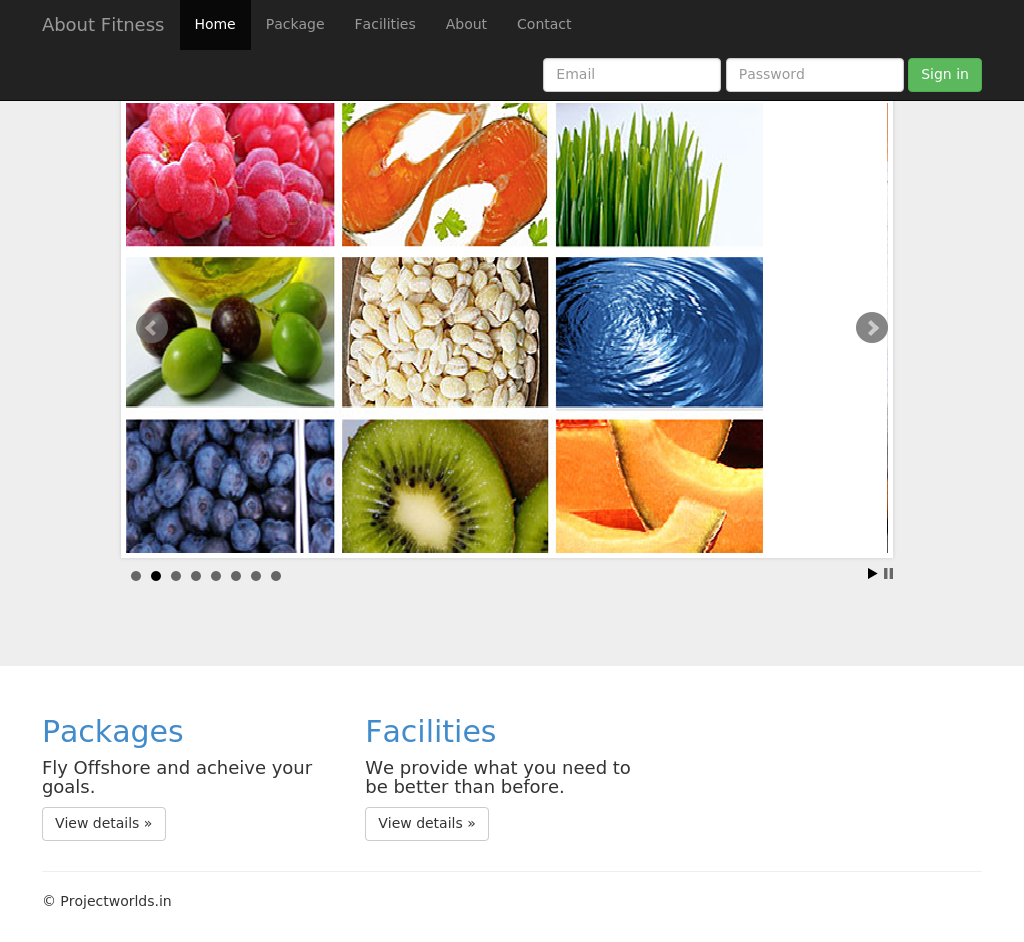 About Fitness
Home
Package
Facilities
About
Contact
Email
Password
Sign in
Packages
Fly Offshore and acheive your
goals.
View details »
Facilities
We provide what you need to
be better than before.
View details »
© Projectworlds.in